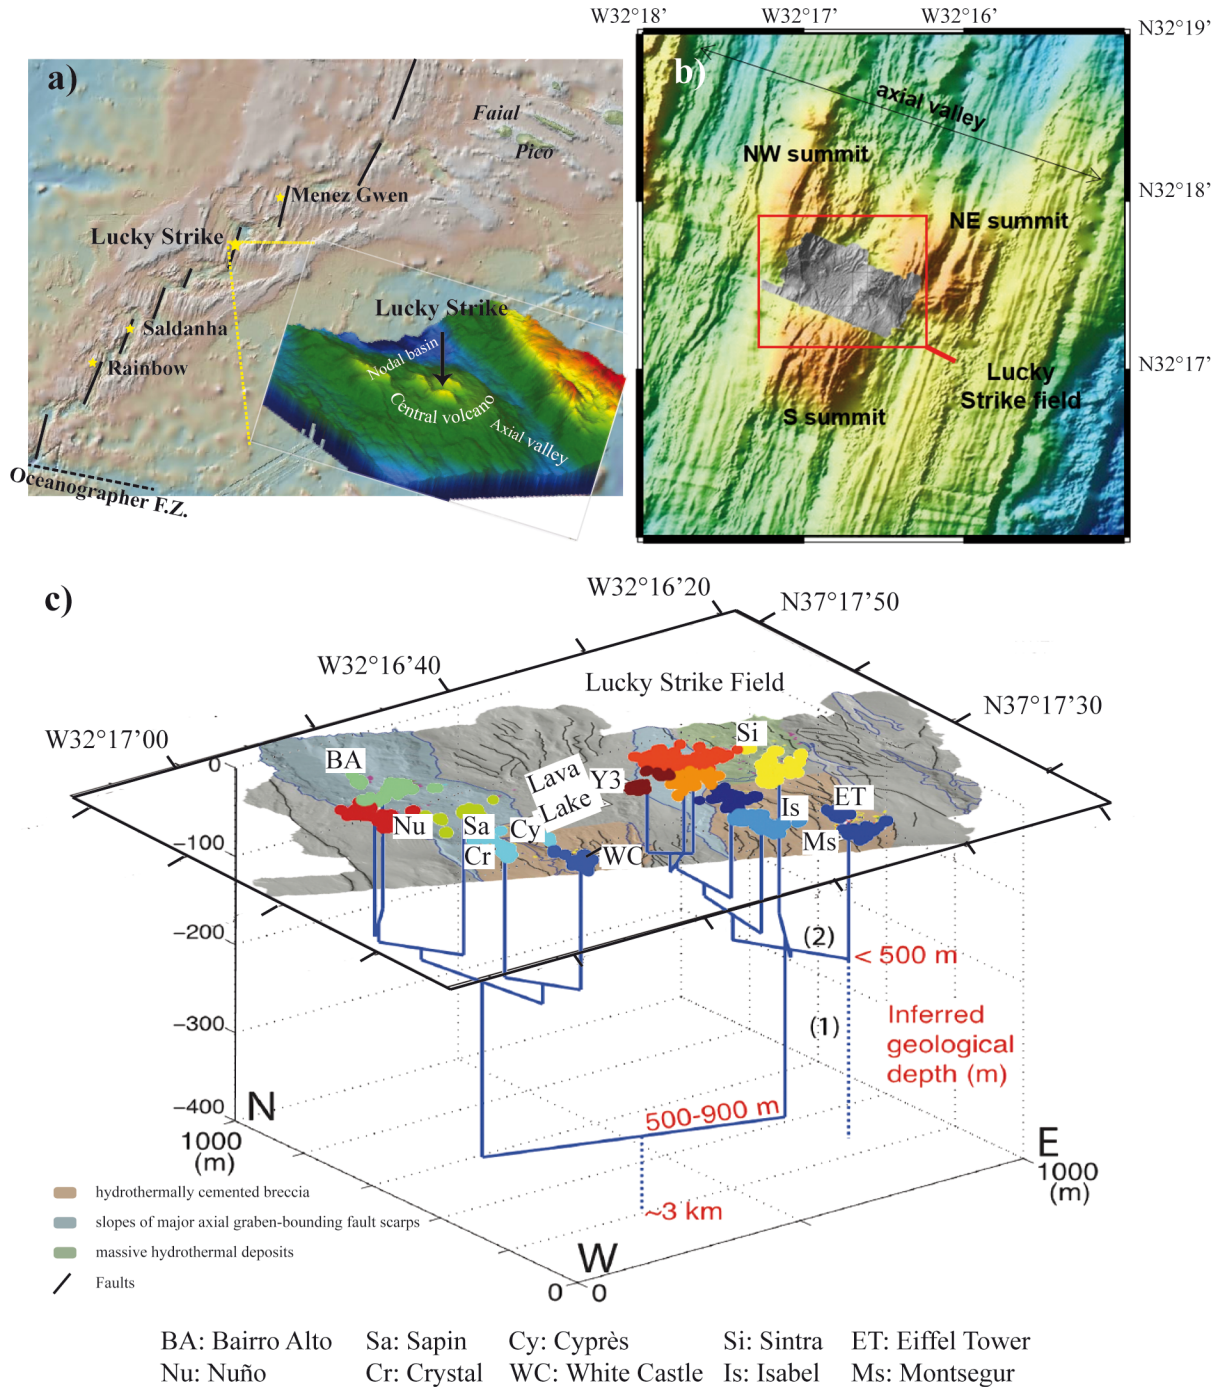 a)
Faial
Pico
Menez Gwen
Lucky Strike
Saldanha
Rainbow
Oceanographer F.Z.
Lucky Strike
Nodal basin
Central volcano
Axial valley
W32°18' W32°17' W32°16'
N32°19'
b)
axial valley
NW summit
N32°18'
NE summit
N32°17'
Lucky
Strike field
S summit
c)
W32°16'20
N37°17'50
W32°16'40
Lucky Strike Field
N37°17'30
W32°17'00
0
−100
−200
−300
−400
BA
Nu
Sa
Cr
Cy
Lava
Lake
WC
Y3
Si
Is
ET
Ms
(2)
< 500 m
(1)
Inferred
geological
depth (m)
500-900 m
~3 km
N
1000
(m)
E
1000
(m)
W
0 0
hydrothermally cemented breccia
slopes of major axial graben-bounding fault scarps
massive hydrothermal deposits
Faults
BA: Bairro Alto Sa: Sapin Cy: Cyprès Si: Sintra ET: Eiffel Tower
Nu: Nuño Cr: Crystal WC: White Castle Is: Isabel Ms: Montsegur